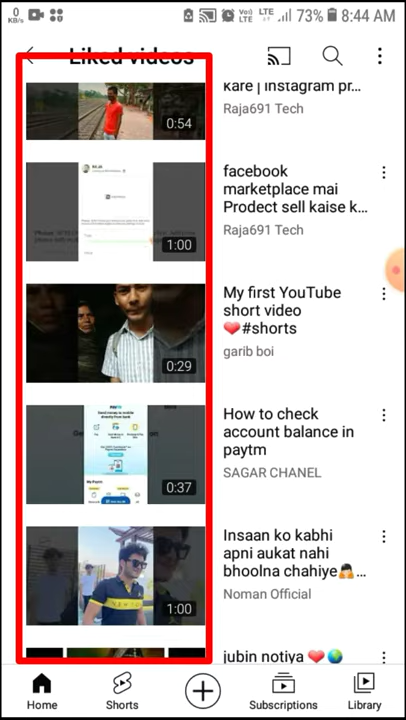 0
KB/s
Vo))
LTE
LTE
73%
8:44 AM
Liked videos
0:54
kare | instagram pr...
Raja691 Tech
1:00
facebook
marketplace mai
Prodect sell kaise k...
Raja691 Tech
0:29
My first YouTube
short video
❤️#shorts
garib boi
0:37
How to check
account balance in
paytm
SAGAR CHANEL
1:00
Insaan ko kabhi
apni aukat nahi
bhoolna chahiye🙍...
Noman Official
jubin notiya ❤️🌍
Home
Shorts
Subscriptions
Library